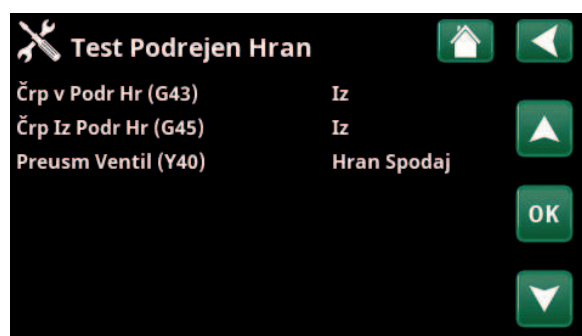 Test Podrejen Hran
Črp v Podr Hr (G43) Iz
Črp Iz Podr Hr (G45) Iz
Preusm Ventil (Y40) Hran Spodaj
OK